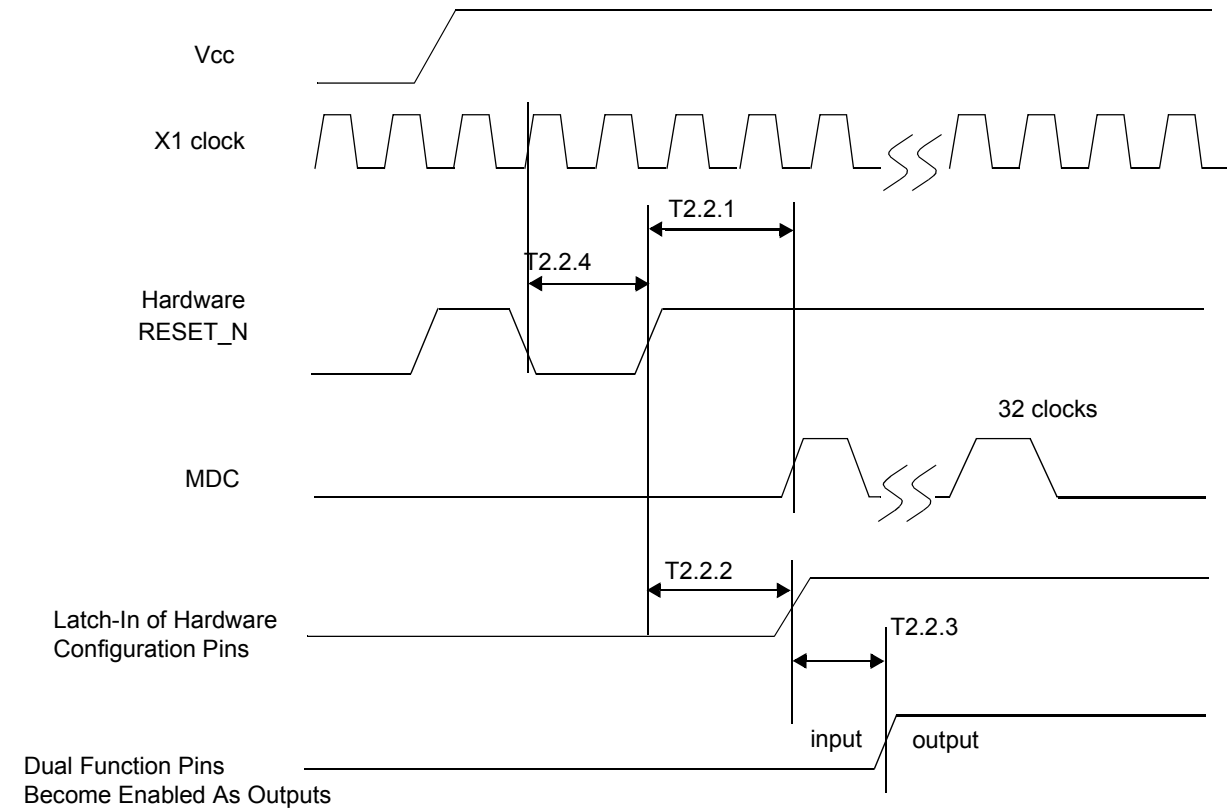 Vcc
X1 clock
T2.2.1
T2.2.4
Hardware
RESET_N
32 clocks
MDC
T2.2.2
Latch-In of Hardware
Configuration Pins
T2.2.3
input
output
Dual Function Pins
Become Enabled As Outputs